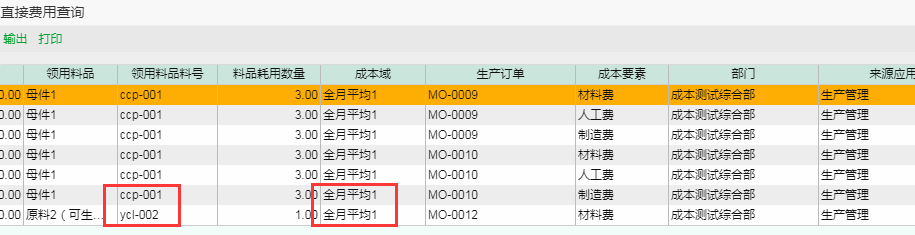 直接费用查询
输出 打印
领用料品 领用料品料号 料品耗用数量 成本域 生产订单 成本要素 部门 来源应用
0.00 母件1 ccp-001 3.00 全月平均1 MO-0009 材料费 成本测试综合部 生产管理
0.00 母件1 ccp-001 3.00 全月平均1 MO-0009 人工费 成本测试综合部 生产管理
0.00 母件1 ccp-001 3.00 全月平均1 MO-0009 制造费 成本测试综合部 生产管理
0.00 母件1 ccp-001 3.00 全月平均1 MO-0010 材料费 成本测试综合部 生产管理
0.00 母件1 ccp-001 3.00 全月平均1 MO-0010 人工费 成本测试综合部 生产管理
0.00 母件1 ccp-001 3.00 全月平均1 MO-0010 制造费 成本测试综合部 生产管理
0.00 原料2（可生... ycl-002 1.00 全月平均1 MO-0012 材料费 成本测试综合部 生产管理